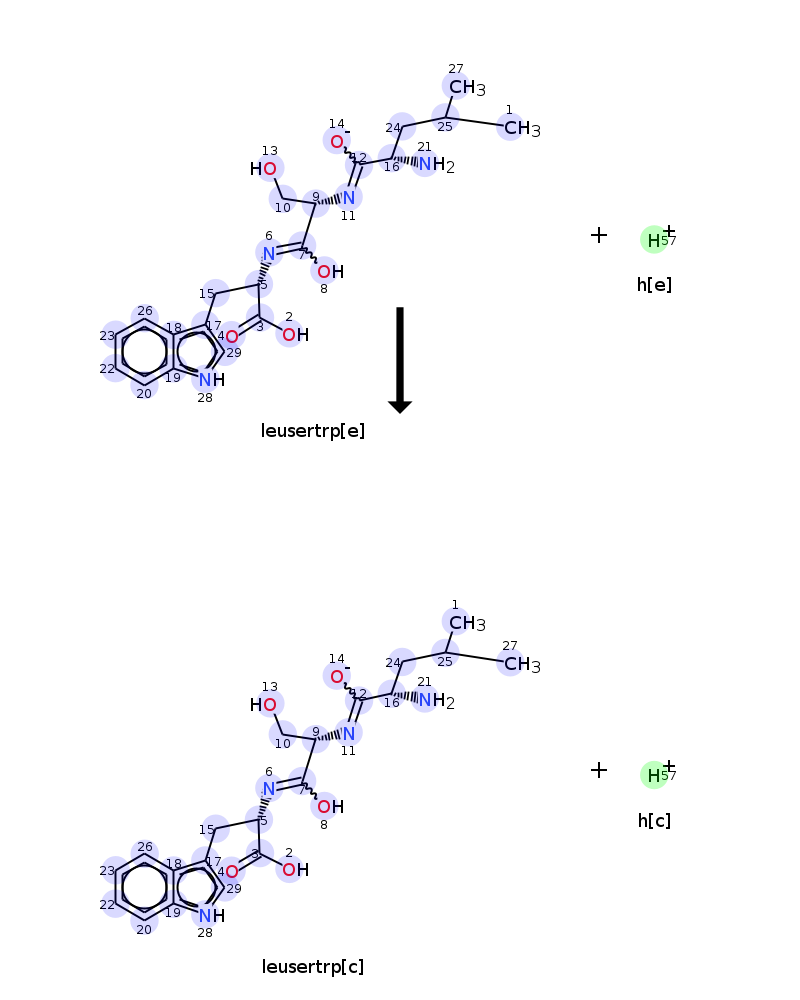 27
CH3
1
CH3
14
O-
24
25
12
21
NH2
16
13
HO
9
N
11
10
6
N
7
OH
8
5
15
26
17
3
2
OH
4
O
18
23
29
22
19
NH
28
20
+
H+
57
h[e]
leusertrp[e]
1
CH3
27
CH3
14
O-
24
25
12
21
NH2
16
13
HO
9
N
11
10
6
N
7
OH
8
5
15
26
17
3
2
OH
4
O
18
23
29
22
19
NH
28
20
+
H+
57
h[c]
leusertrp[c]